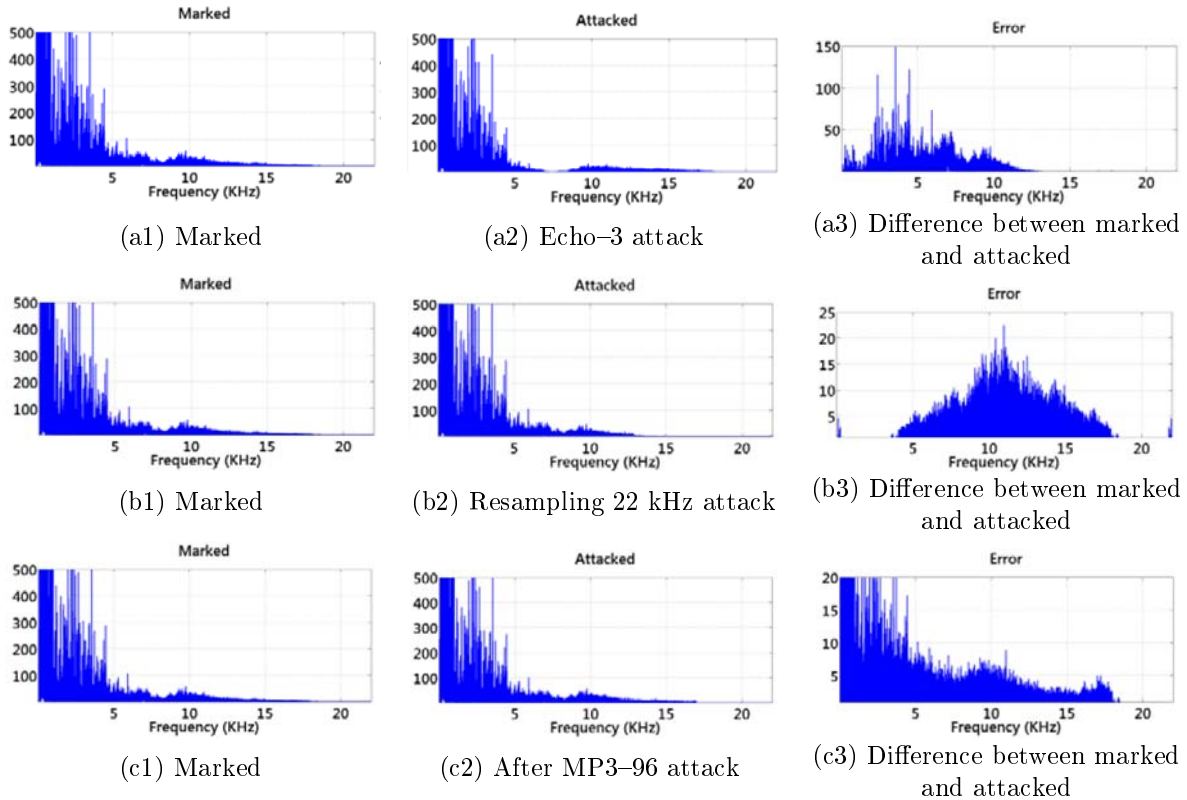 Marked
500
400
300
200
100
5
10
15
20
Frequency (KHz)
(a1) Marked
Attacked
500
400
300
200
100
5
10
15
20
Frequency (KHz)
(a2) Echo–3 attack
Error
150
100
50
5
10
15
20
Frequency (KHz)
(a3) Difference between marked
and attacked
Marked
500
400
300
200
100
5
10
15
20
Frequency (KHz)
(b1) Marked
Attacked
500
400
300
200
100
5
10
15
20
Frequency (KHz)
(b2) Resampling 22 kHz attack
Error
25
20
15
10
5
5
10
15
20
Frequency (KHz)
(b3) Difference between marked
and attacked
Marked
500
400
300
200
100
5
10
15
20
Frequency (KHz)
(c1) Marked
Attacked
500
400
300
200
100
5
10
15
20
Frequency (KHz)
(c2) After MP3–96 attack
Error
20
15
10
5
5
10
15
20
Frequency (KHz)
(c3) Difference between marked
and attacked